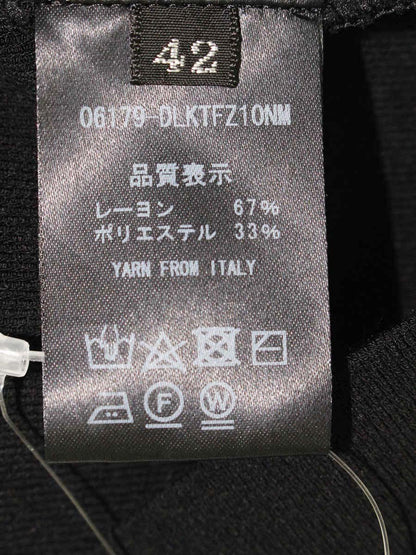 42
06179-DLKTFZ10NM
品質表示
レーヨン 67%
ポリエステル 33%
YARN FROM ITALY
F W